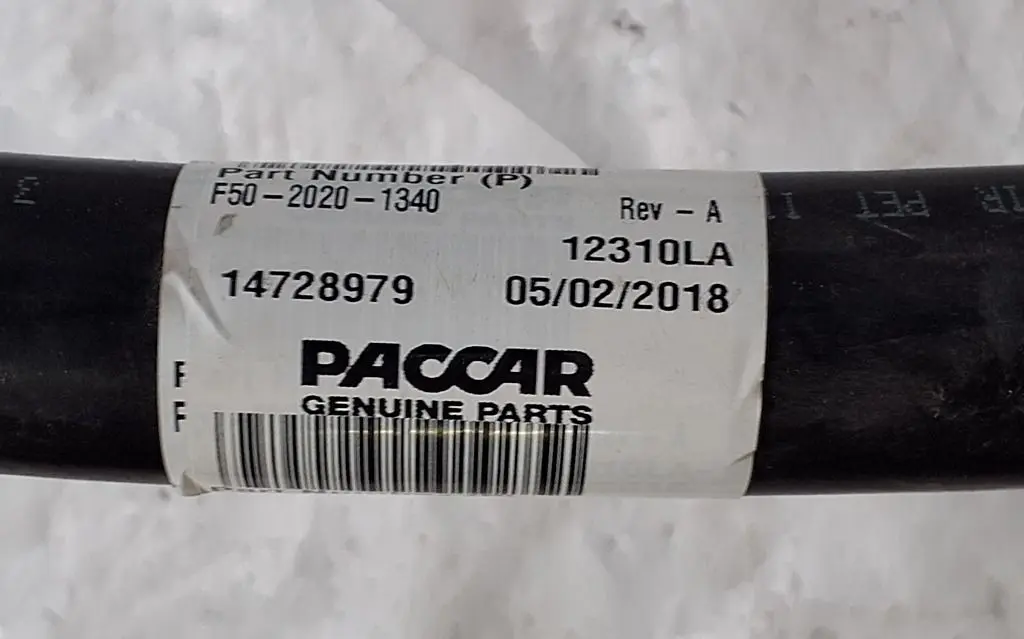 Part Number (P)
F50-2020-1340
Rev - A
12310LA
14728979
05/02/2018
PACCAR
GENUINE PARTS
F
F